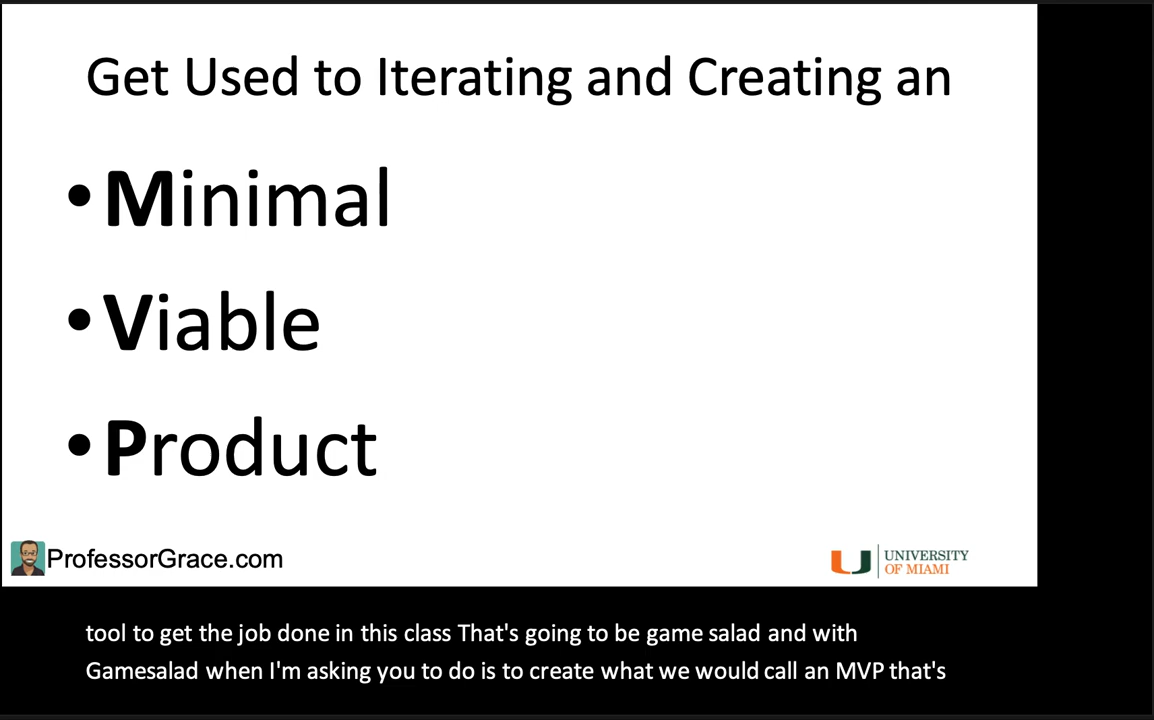 Get Used to Iterating and Creating an
• Minimal
• Viable
• Product
ProfessorGrace.com
UNIVERSITY
OF MIAMI
tool to get the job done in this class That's going to be game salad and with
Gamesalad when I'm asking you to do is to create what we would call an MVP that's